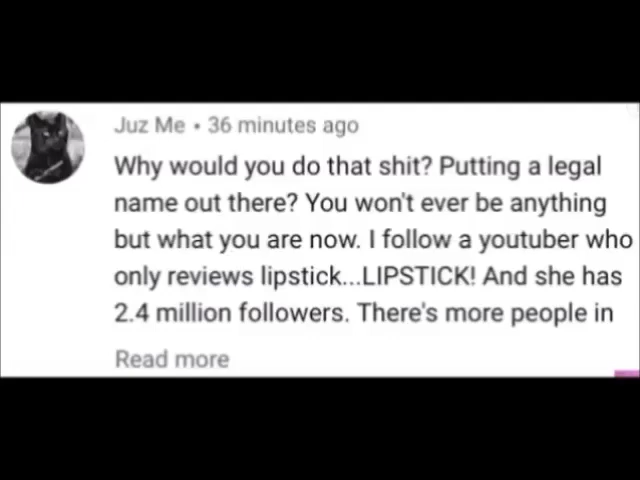 Juz Me • 36 minutes ago
Why would you do that shit? Putting a legal
name out there? You won't ever be anything
but what you are now. I follow a youtuber who
only reviews lipstick...LIPSTICK! And she has
2.4 million followers. There's more people in
Read more